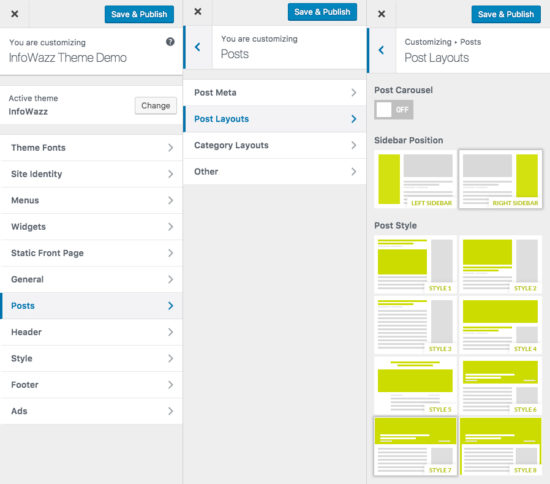 Save & Publish
You are customizing
InfoWazz Theme Demo
Active theme
InfoWazz
Change
Theme Fonts
Site Identity
Menus
Widgets
Static Front Page
General
Posts
Header
Style
Footer
Ads
Save & Publish
You are customizing
Posts
Post Meta
Post Layouts
Category Layouts
Other
Save & Publish
Customizing • Posts
Post Layouts
Post Carousel
OFF
Sidebar Position
LEFT SIDEBAR
RIGHT SIDEBAR
Post Style
STYLE 1
STYLE 2
STYLE 3
STYLE 4
STYLE 5
STYLE 6
STYLE 7
STYLE 8